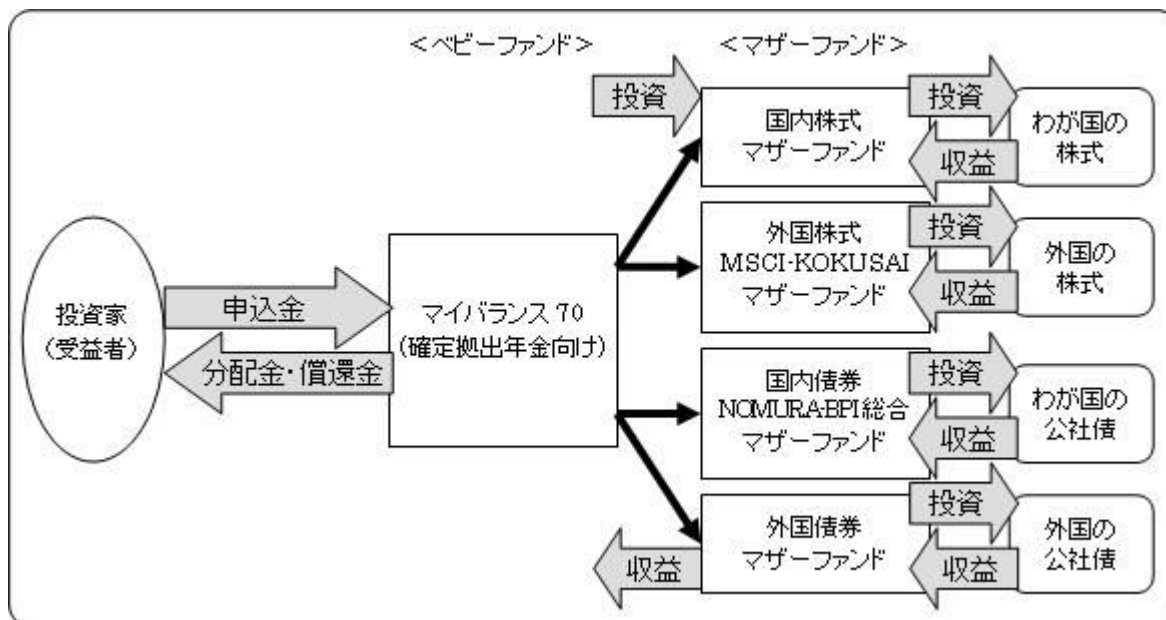 ＜ベビーファンド＞
＜マザーファンド＞
投資
国内株式
マザーファンド
投資
収益
わが国の
株式
外国株式
MSCI-KOKUSAI
マザーファンド
投資
収益
外国の
株式
投資家
（受益者）
申込金
分配金・償還金
マイバランス70
（確定拠出年金向け）
国内債券
NOMURA-BPI総合
マザーファンド
投資
収益
わが国の
公社債
外国債券
マザーファンド
収益
投資
収益
外国の
公社債